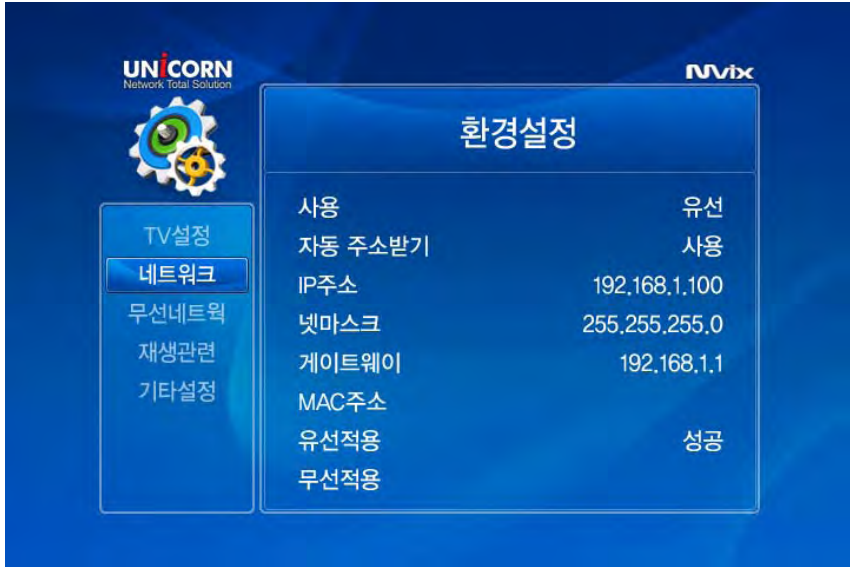 UNiCORN
Network Total Solution
Mvix
환경설정
TV설정
네트워크
무선네트웍
재생관련
기타설정
사용 유선
자동 주소받기 사용
IP주소 192.168.1.100
넷마스크 255.255.255.0
게이트웨이 192.168.1.1
MAC주소
유선적용 성공
무선적용